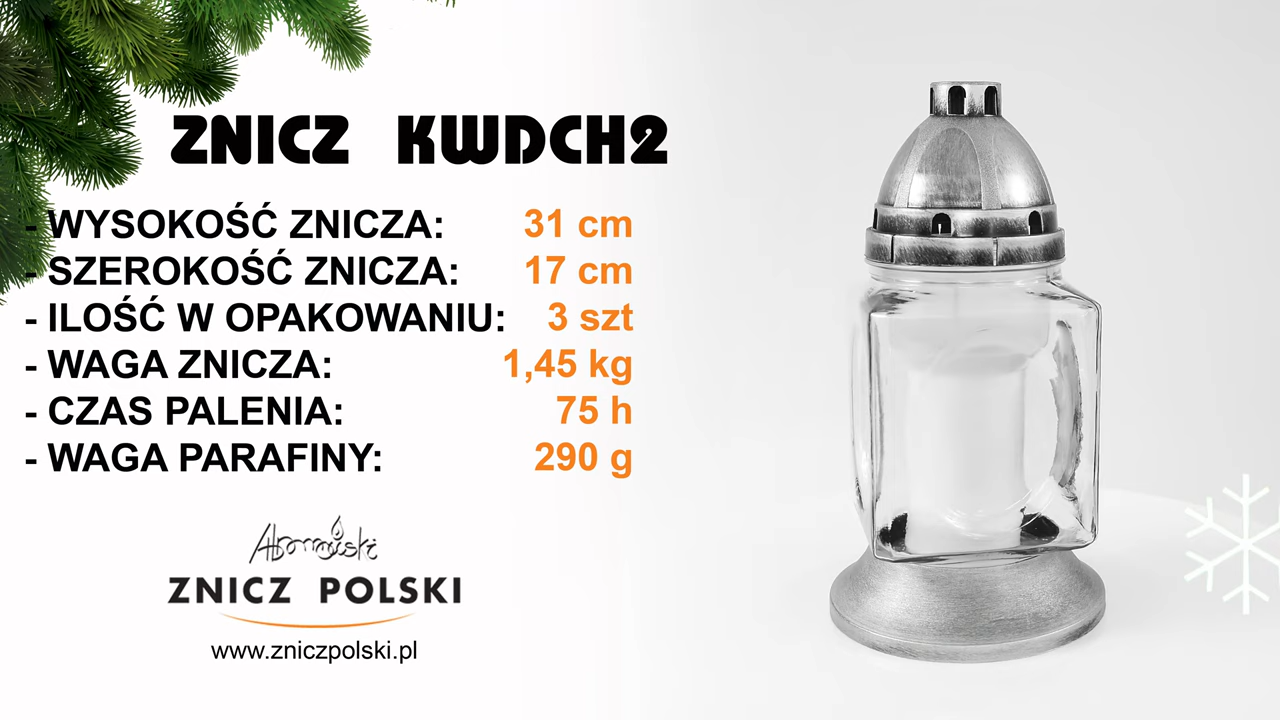 ZNICZ KWDCH2
- WYSOKOŚĆ ZNICZA: 31 cm
- SZEROKOŚĆ ZNICZA: 17 cm
- ILOŚĆ W OPAKOWANIU: 3 szt
- WAGA ZNICZA: 1,45 kg
- CZAS PALENIA: 75 h
- WAGA PARAFINY: 290 g
ZNICZ POLSKI
www.zniczpolski.pl